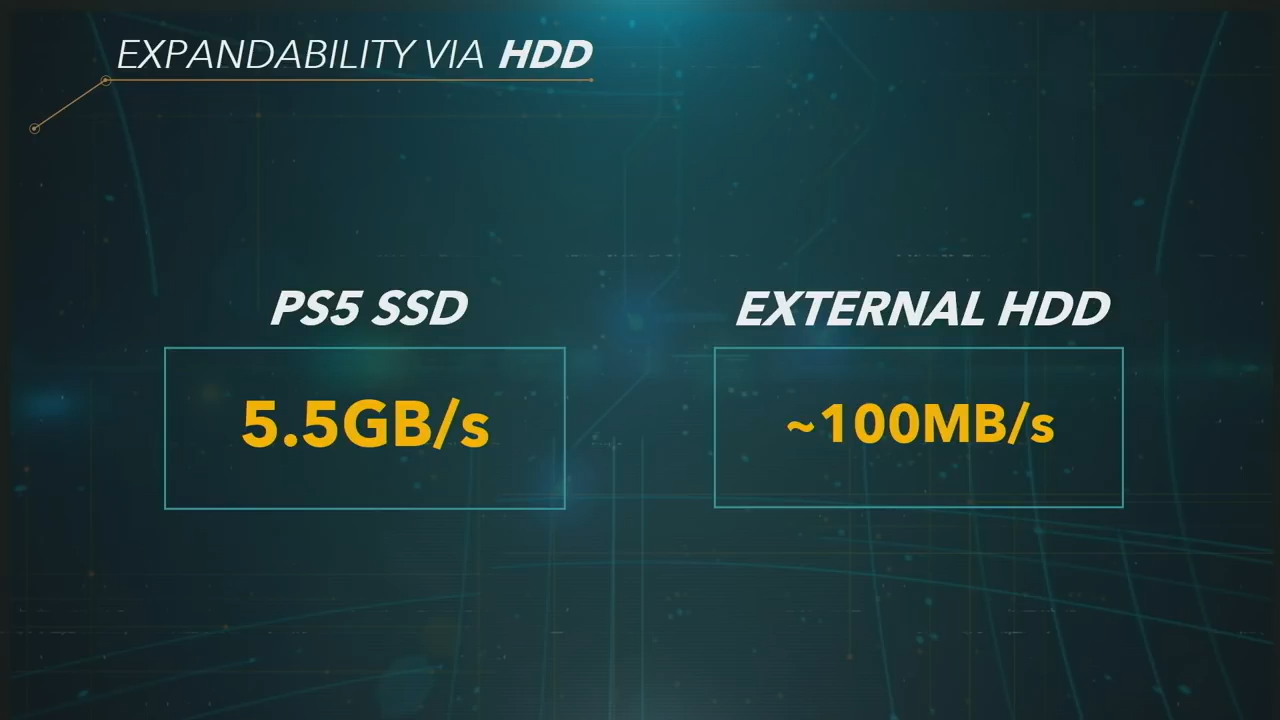 EXPANDABILITY VIA HDD
PS5 SSD
5.5GB/s
EXTERNAL HDD
~100MB/s